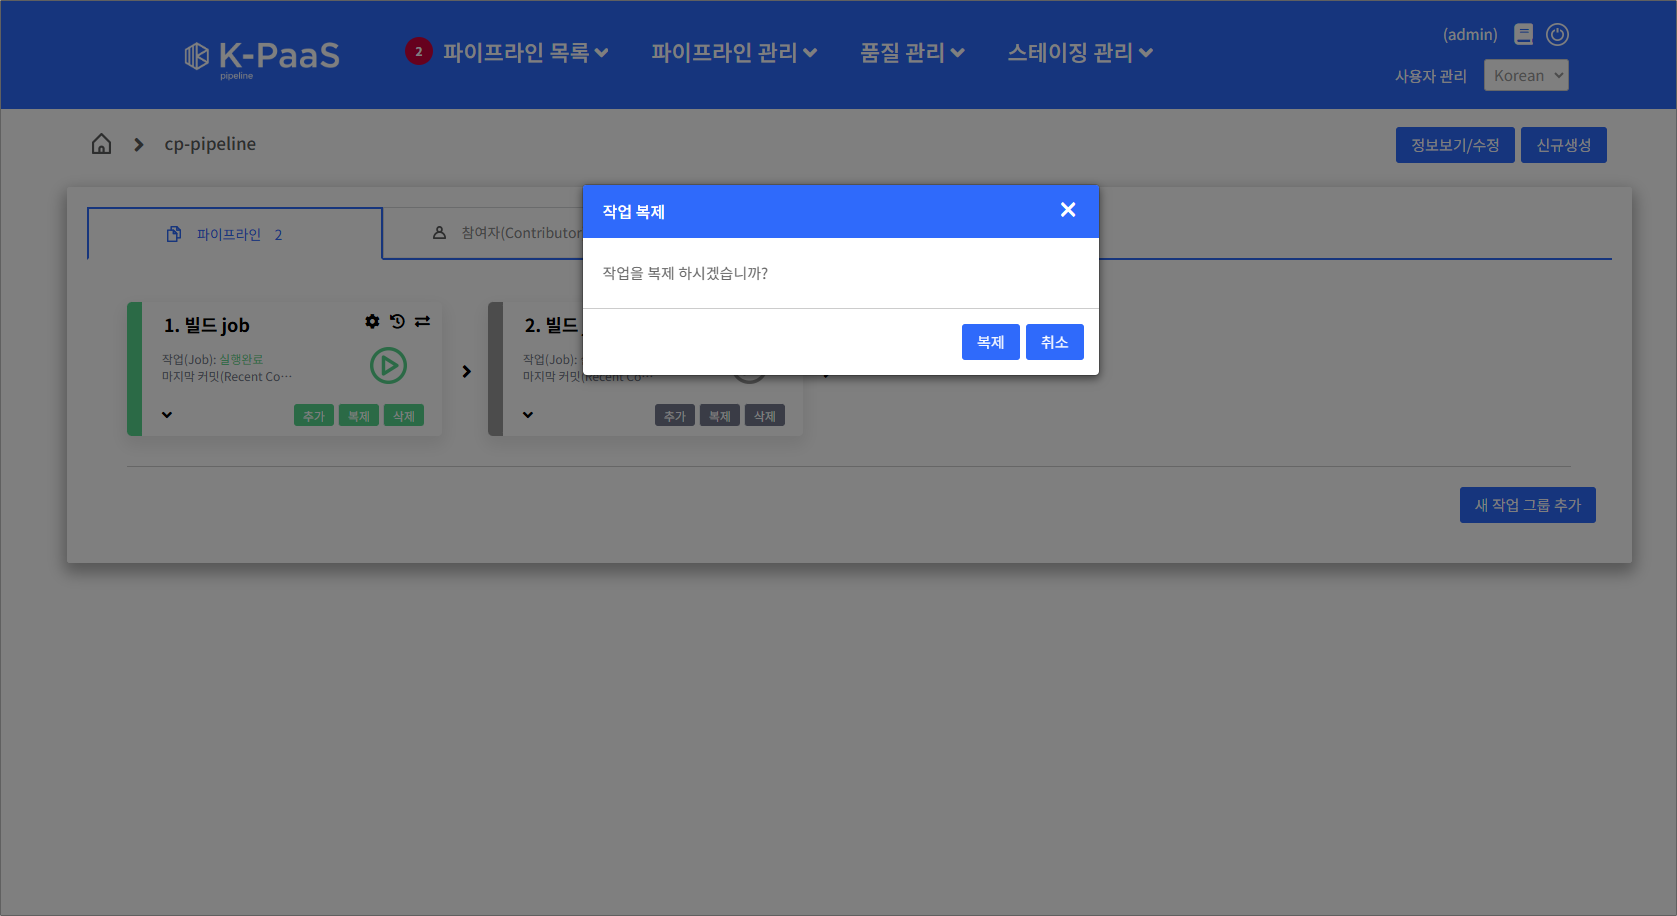 K-PaaS
pipeline
2 파이프라인 목록
파이프라인 관리
품질 관리
스테이징 관리
(admin)
사용자 관리
Korean
cp-pipeline
정보보기/수정
신규생성
작업 복제
작업을 복제 하시겠습니까?
복제
취소
파이프라인 2
참여자(Contributor
1. 빌드 job
작업(Job): 실행완료
마지막 커밋(Recent Co…
추가
복제
삭제
2. 빌드
작업(Job):
마지막 커밋(Recent Co…
추가
복제
삭제
새 작업 그룹 추가